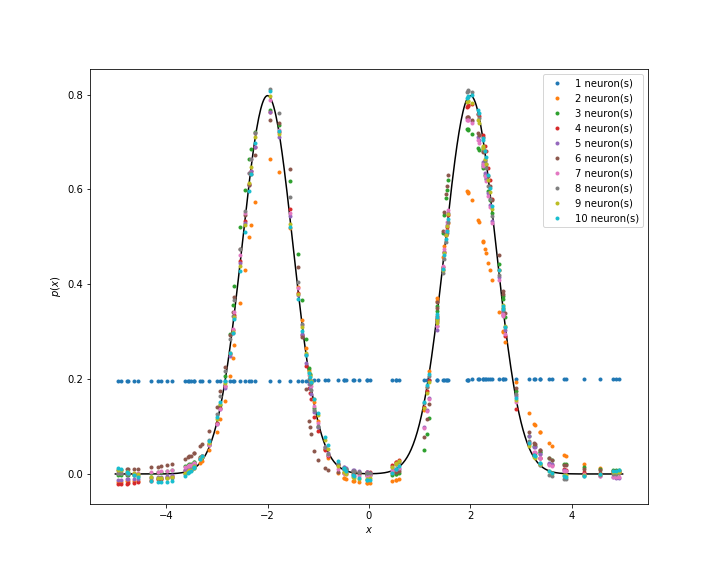 1 neuron(s)
2 neuron(s)
3 neuron(s)
4 neuron(s)
5 neuron(s)
6 neuron(s)
7 neuron(s)
8 neuron(s)
9 neuron(s)
10 neuron(s)
0.8
0.6
0.4
0.2
0.0
p(x)
−4
−2
0
2
4
x